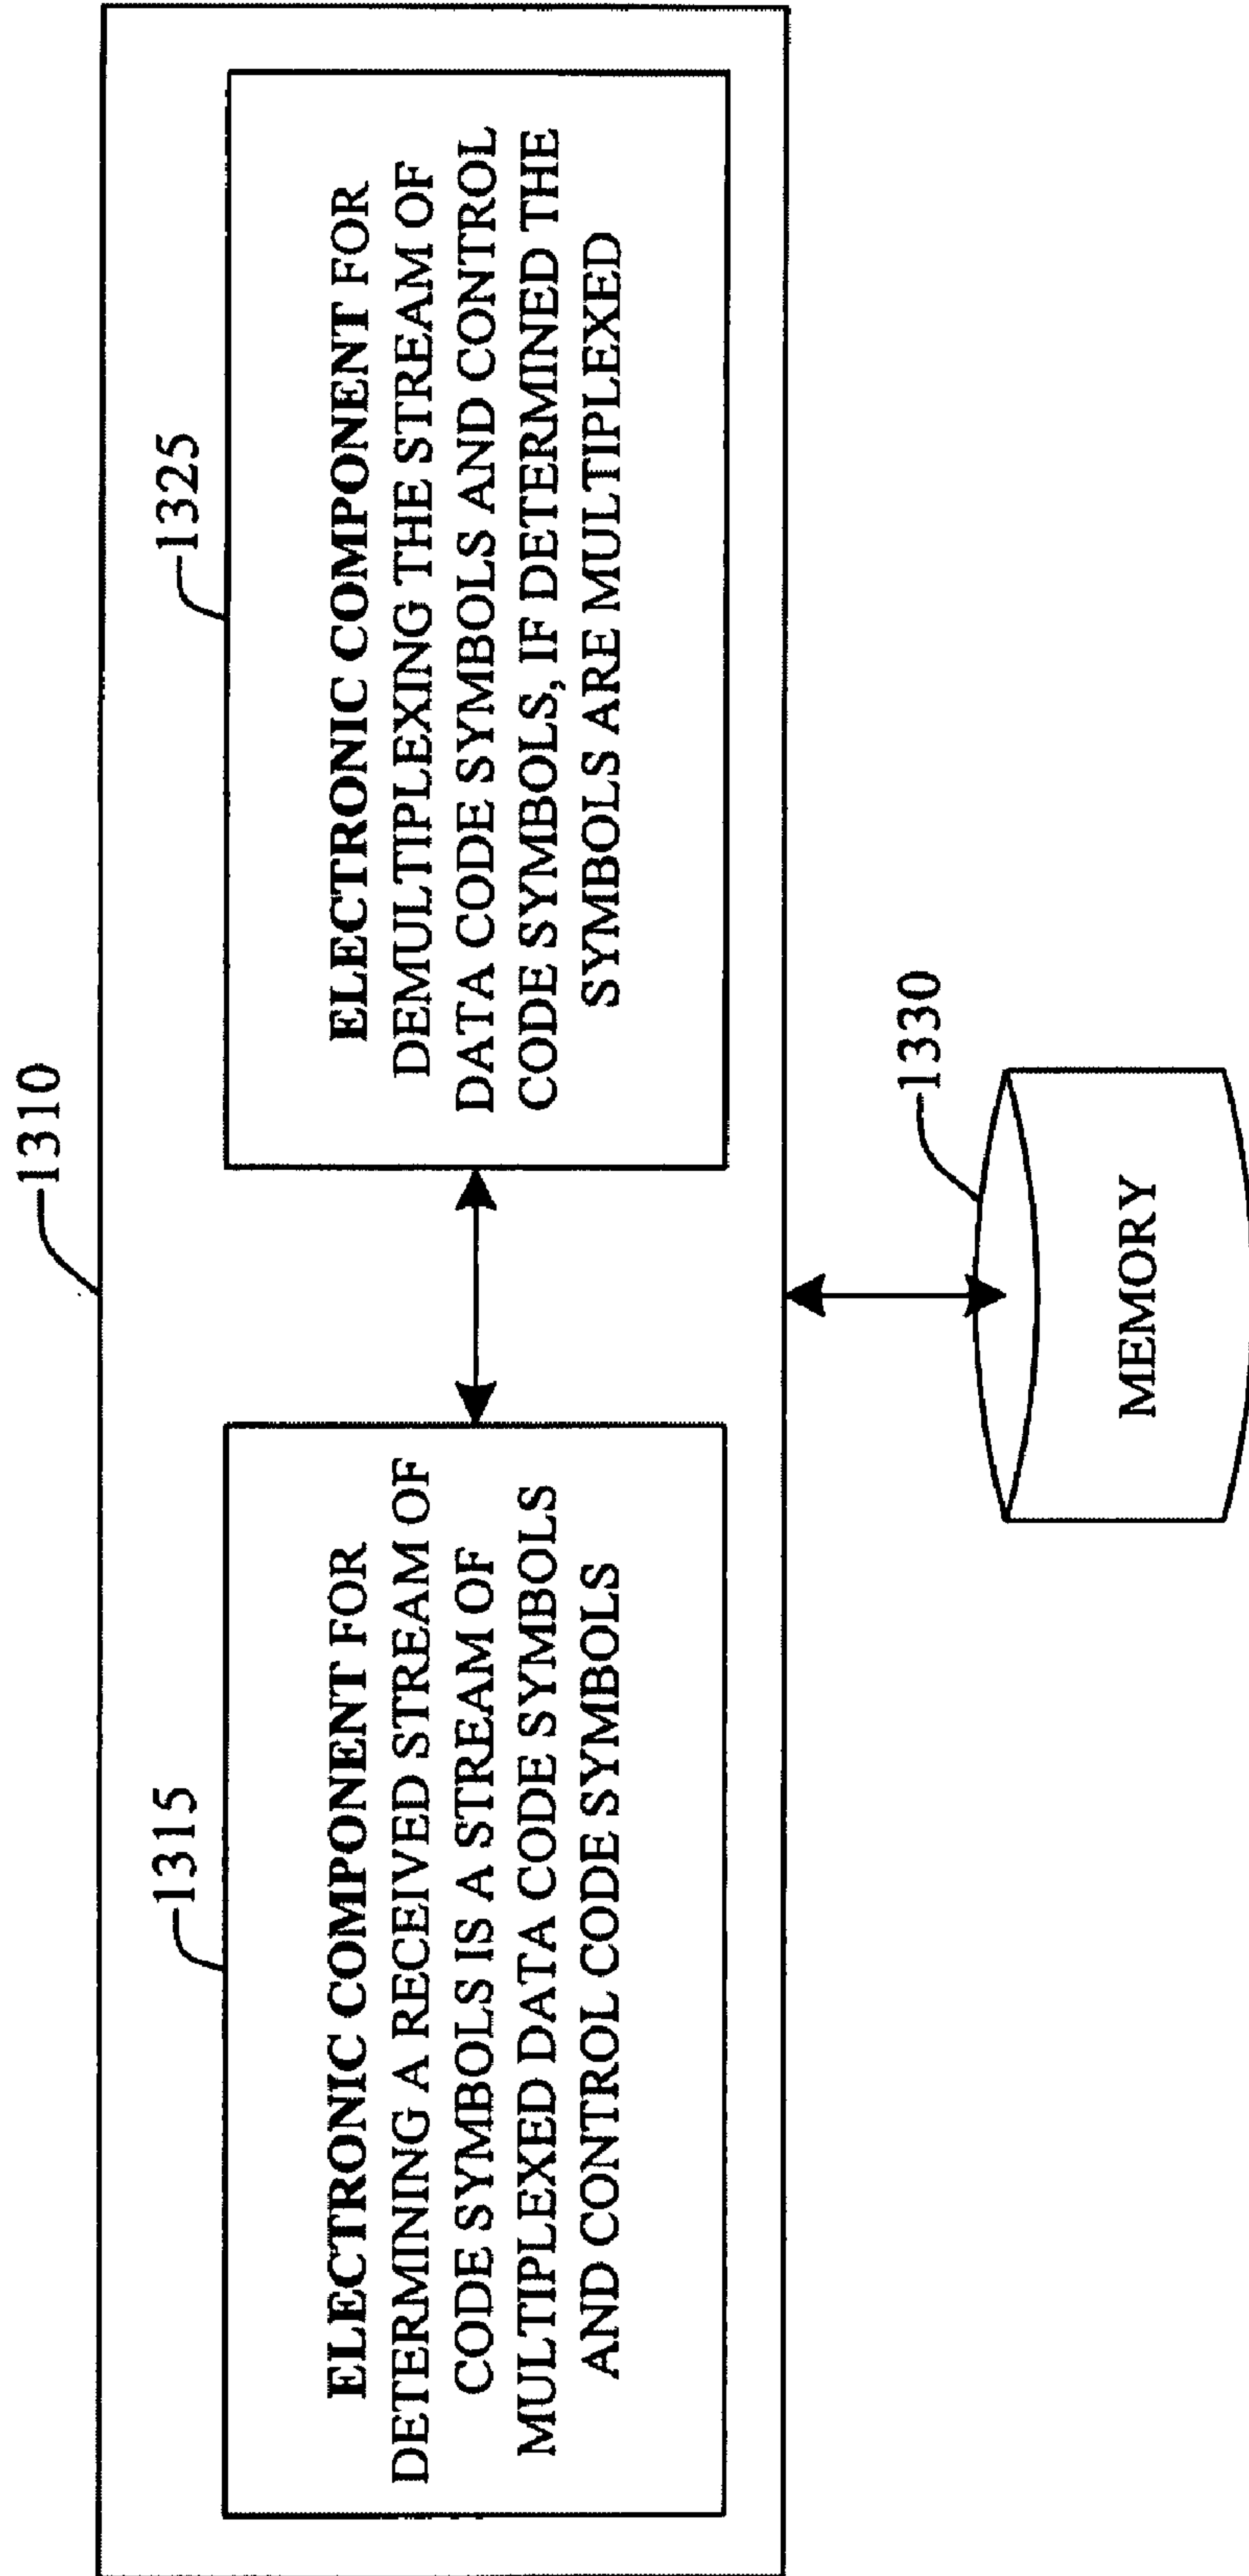 1310
1315
ELECTRONIC COMPONENT FOR
DETERMINING A RECEIVED STREAM OF
CODE SYMBOLS IS A STREAM OF
MULTIPLEXED DATA CODE SYMBOLS
AND CONTROL CODE SYMBOLS
1325
ELECTRONIC COMPONENT FOR
DEMULTIPLEXING THE STREAM OF
DATA CODE SYMBOLS AND CONTROL
CODE SYMBOLS, IF DETERMINED THE
SYMBOLS ARE MULTIPLEXED
1330
MEMORY